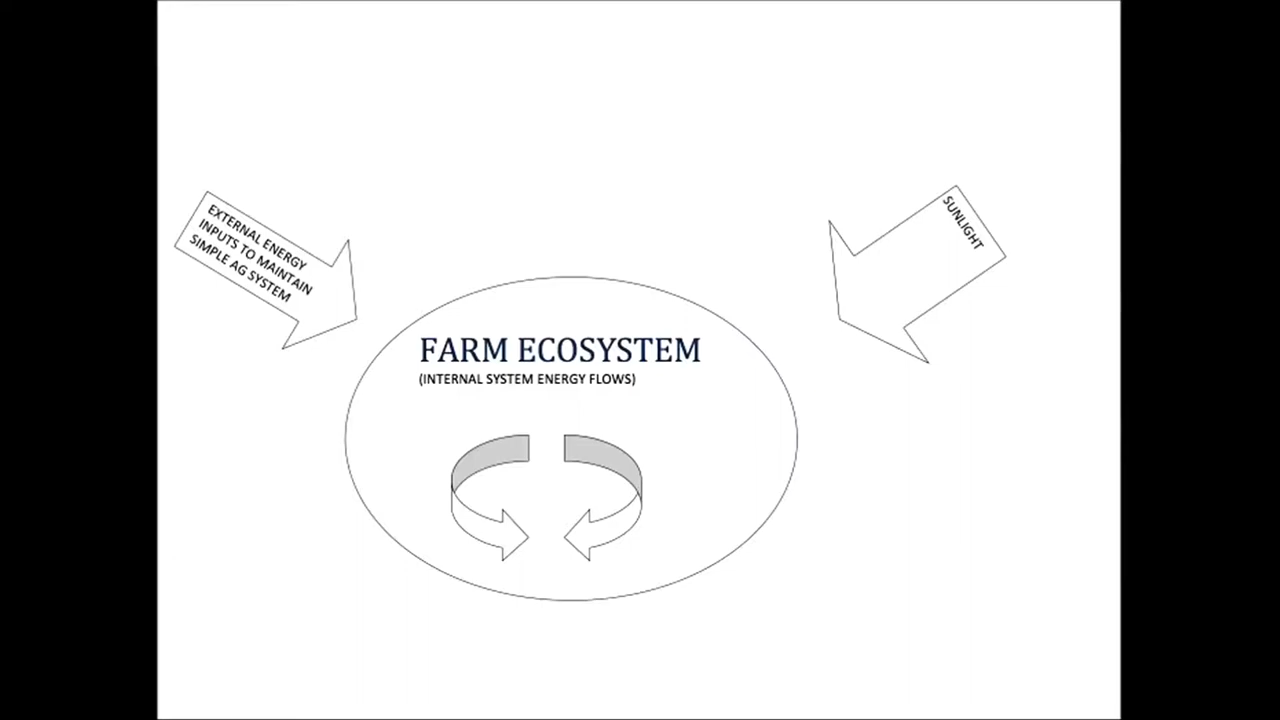 EXTERNAL ENERGY
INPUTS TO MAINTAIN
SIMPLE AG SYSTEM
SUNLIGHT
FARM ECOSYSTEM
(INTERNAL SYSTEM ENERGY FLOWS)